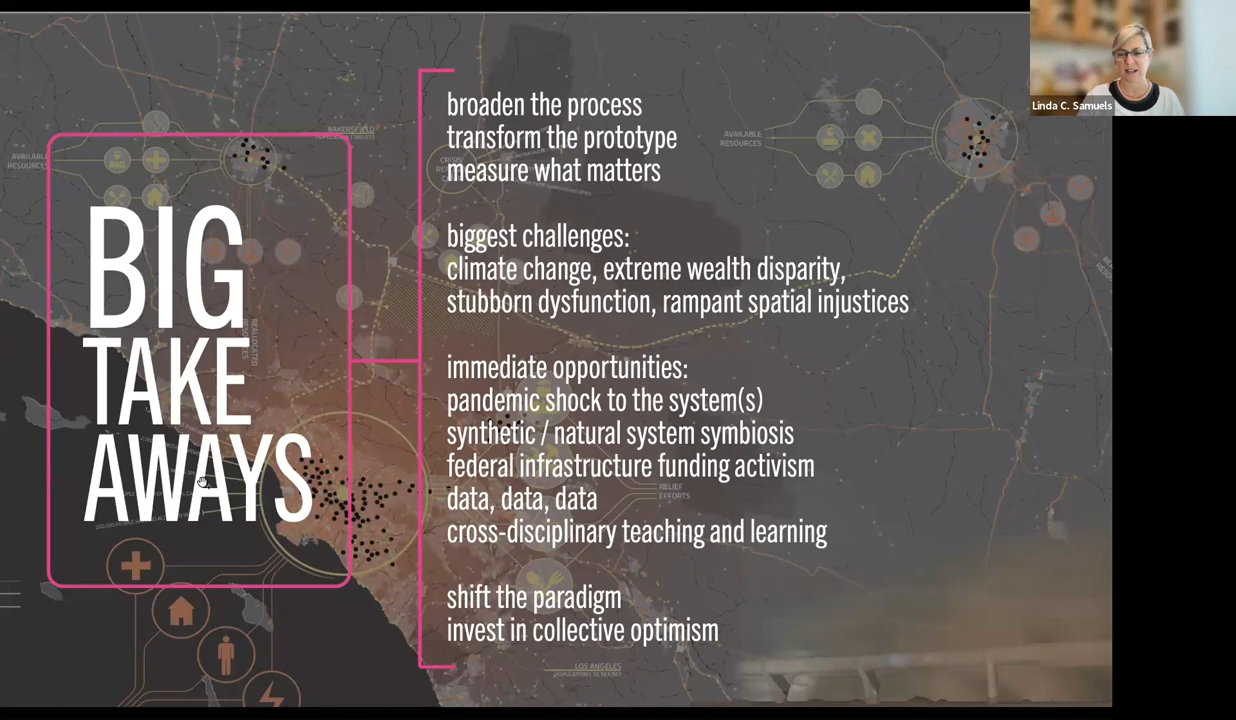 BIG
TAKE
AWAYS
broaden the process
transform the prototype
measure what matters
biggest challenges:
climate change, extreme wealth disparity,
stubborn dysfunction, rampant spatial injustices
immediate opportunities:
pandemic shock to the system(s)
synthetic / natural system symbiosis
federal infrastructure funding activism
data, data, data
cross-disciplinary teaching and learning
shift the paradigm
invest in collective optimism
Linda C. Samuels
BAKERSFIELD
AVAILABLE
RESOURCES
AVAILABLE
RESOURCES
CRISIS
REALLOCATED
RESOURCES
RELIEF
EFFORTS
LOS ANGELES